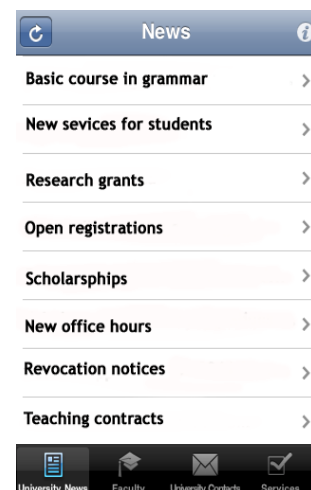 News
Basic course in grammar
New sevices for students
Research grants
Open registrations
Scholarsphips
New office hours
Revocation notices
Teaching contracts
University News Faculty University Contacts Services